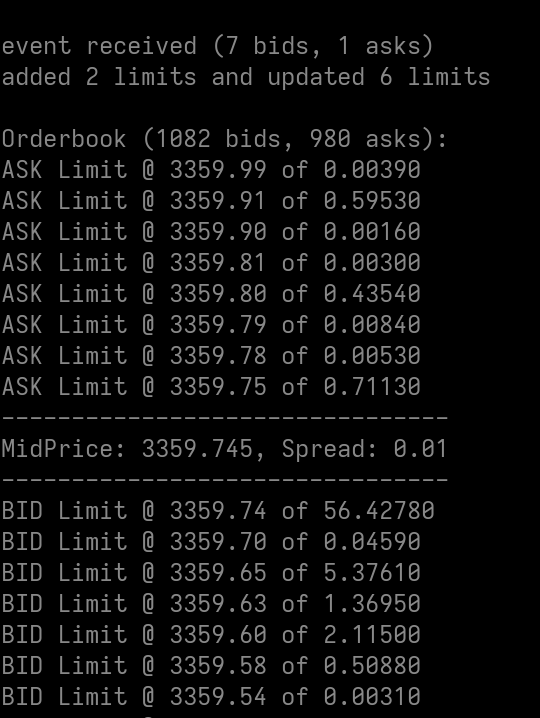 event received (7 bids, 1 asks)
added 2 limits and updated 6 limits
Orderbook (1082 bids, 980 asks):
ASK Limit @ 3359.99 of 0.00390
ASK Limit @ 3359.91 of 0.59530
ASK Limit @ 3359.90 of 0.00160
ASK Limit @ 3359.81 of 0.00300
ASK Limit @ 3359.80 of 0.43540
ASK Limit @ 3359.79 of 0.00840
ASK Limit @ 3359.78 of 0.00530
ASK Limit @ 3359.75 of 0.71130
--------------------------------
MidPrice: 3359.745, Spread: 0.01
--------------------------------
BID Limit @ 3359.74 of 56.42780
BID Limit @ 3359.70 of 0.04590
BID Limit @ 3359.65 of 5.37610
BID Limit @ 3359.63 of 1.36950
BID Limit @ 3359.60 of 2.11500
BID Limit @ 3359.58 of 0.50880
BID Limit @ 3359.54 of 0.00310